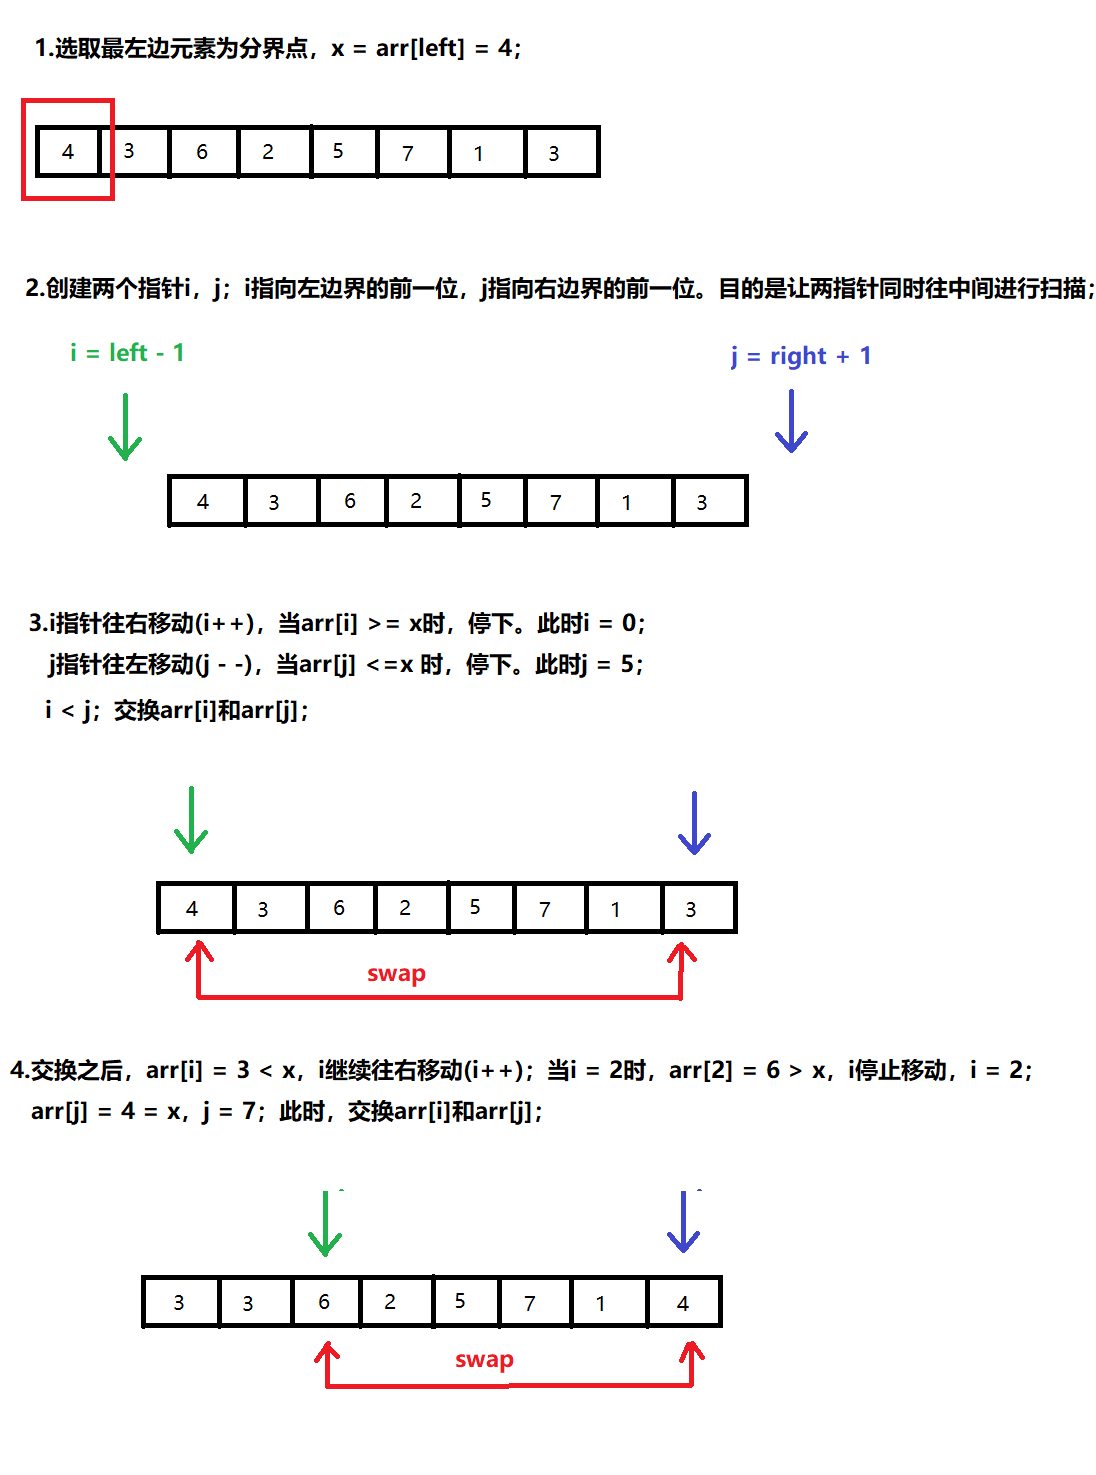 1.选取最左边元素为分界点，x = arr[left] = 4；
4 3 6 2 5 7 1 3
2.创建两个指针i，j；i指向左边界的前一位，j指向右边界的前一位。目的是让两指针同时往中间进行扫描；
i = left - 1 j = right + 1
4 3 6 2 5 7 1 3
3.i指针往右移动(i++)，当arr[i] >= x时，停下。此时i = 0；
j指针往左移动(j - -)，当arr[j] <=x 时，停下。此时j = 5；
i < j；交换arr[i]和arr[j]；
4 3 6 2 5 7 1 3
swap
4.交换之后，arr[i] = 3 < x，i继续往右移动(i++)；当i = 2时，arr[2] = 6 > x，i停止移动，i = 2；
arr[j] = 4 = x，j = 7；此时，交换arr[i]和arr[j]；
3 3 6 2 5 7 1 4
swap